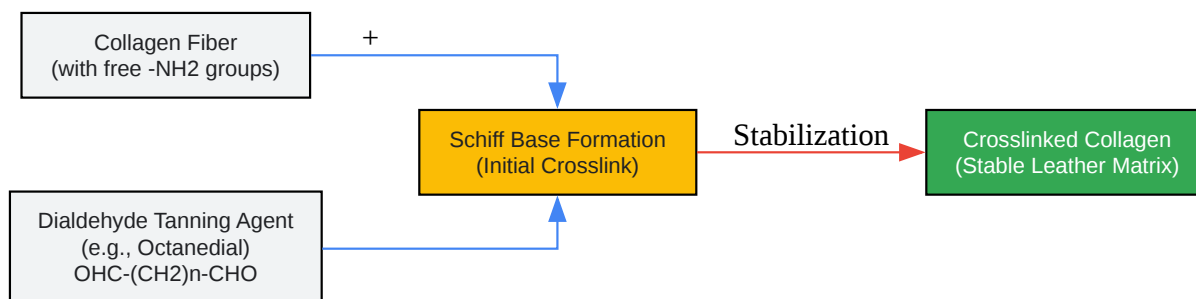 Collagen Fiber
(with free -NH2 groups)
+
Schiff Base Formation
(Initial Crosslink)
Stabilization
Crosslinked Collagen
(Stable Leather Matrix)
Dialdehyde Tanning Agent
(e.g., Octanedial)
OHC-(CH2)n-CHO